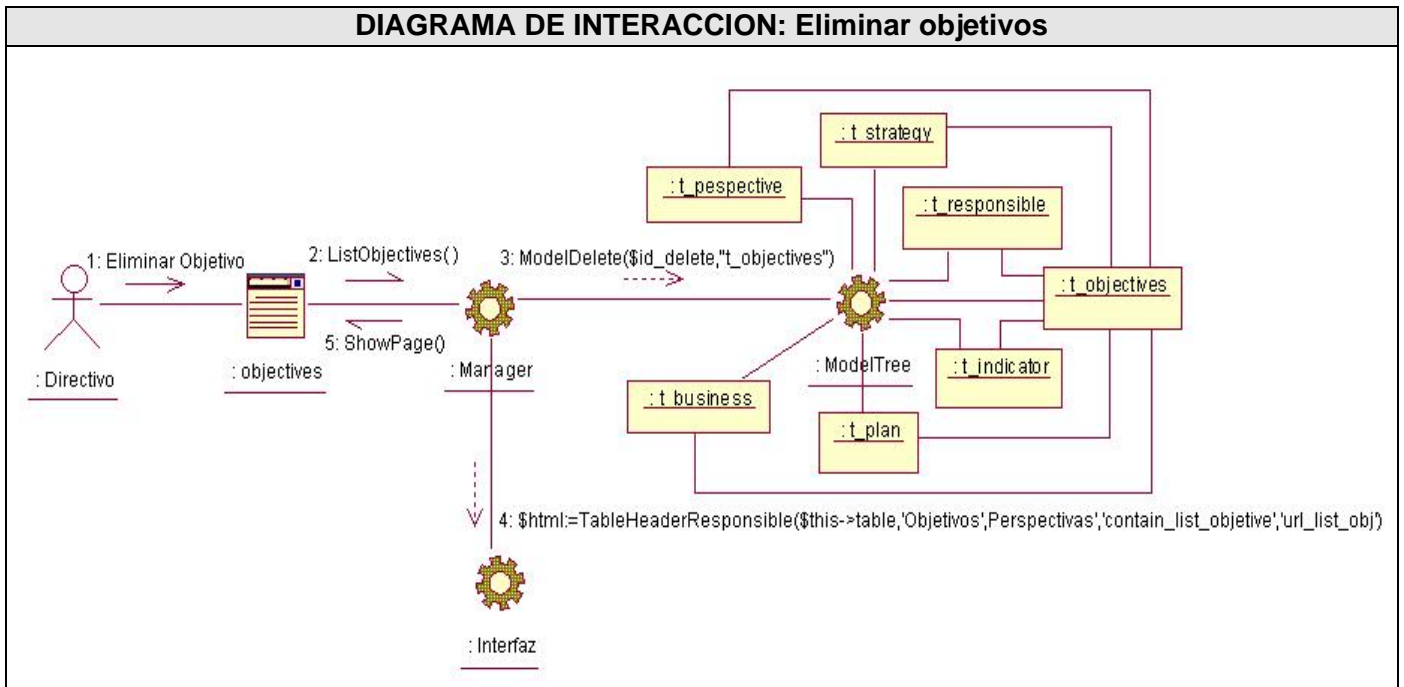 DIAGRAMA DE INTERACCION: Eliminar objetivos
: t_strategy
: t_pespective
: t_responsible
1: Eliminar Objetivo
2: ListObjectives()
3: ModelDelete($id_delete,"t_objectives")
: t_objectives
5: ShowPage()
: Directivo
: objectives
: Manager
: ModelTree
: t_indicator
: t_business
: t_plan
4: $html:=TableHeaderResponsible($this->table,'Objetivos',Perspectivas','contain_list_objetive','url_list_obj')
: Interfaz